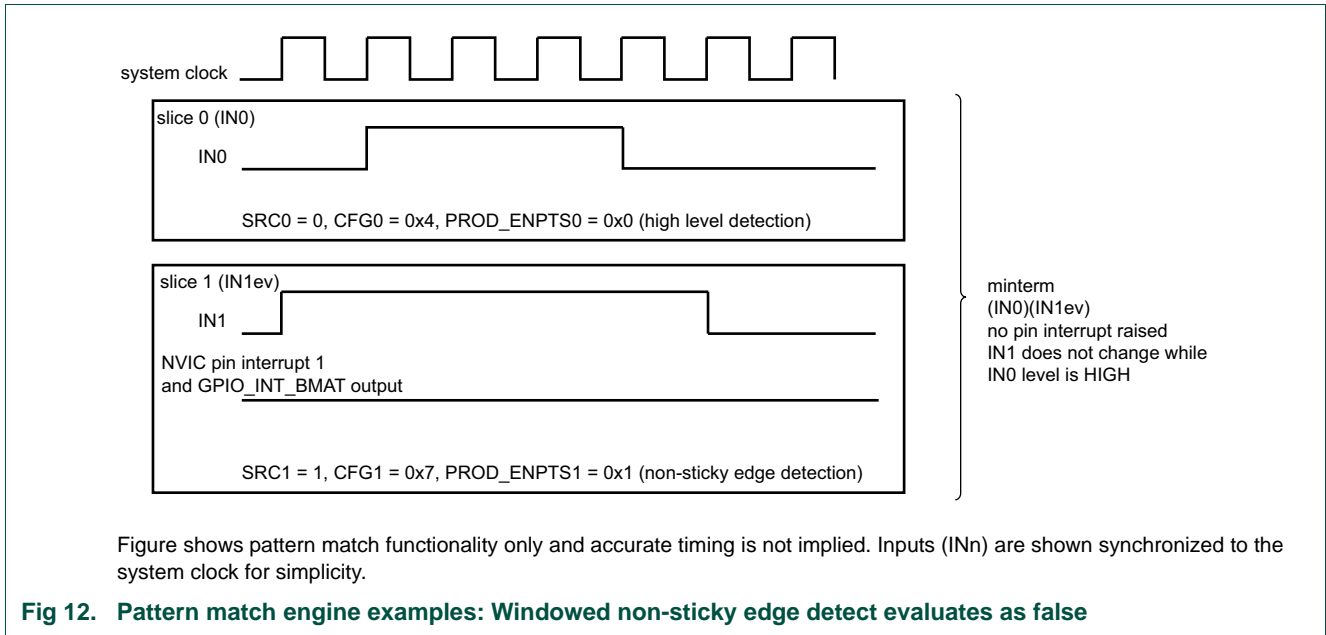 system clock
slice 0 (IN0)
IN0
SRC0 = 0, CFG0 = 0x4, PROD_ENPTS0 = 0x0 (high level detection)
slice 1 (IN1ev)
IN1
NVIC pin interrupt 1
and GPIO_INT_BMAT output
SRC1 = 1, CFG1 = 0x7, PROD_ENPTS1 = 0x1 (non-sticky edge detection)
minterm
(IN0)(IN1ev)
no pin interrupt raised
IN1 does not change while
IN0 level is HIGH
Figure shows pattern match functionality only and accurate timing is not implied. Inputs (INn) are shown synchronized to the
system clock for simplicity.
Fig 12. Pattern match engine examples: Windowed non-sticky edge detect evaluates as false